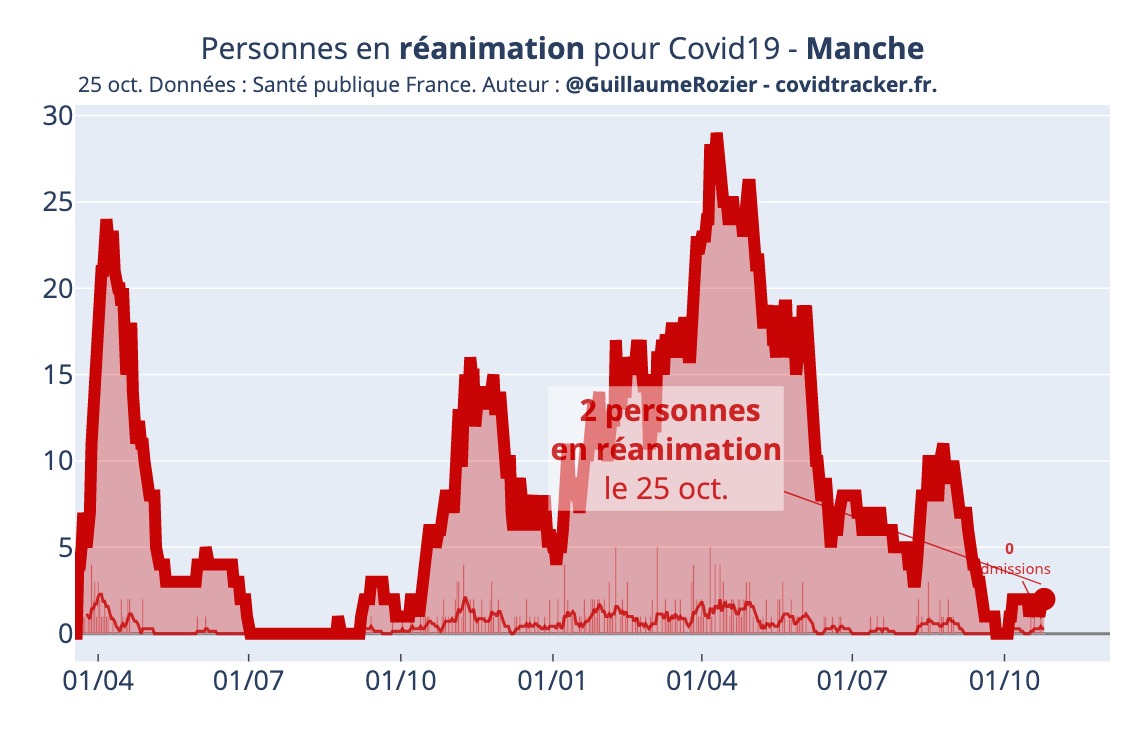 Personnes en réanimation pour Covid19 - Manche
25 oct. Données : Santé publique France. Auteur : @GuillaumeRozier - covidtracker.fr.
30
25
20
15
10
5
0
2 personnes
en réanimation
le 25 oct.
0
dmissions
01/04
01/07
01/10
01/01
01/04
01/07
01/10